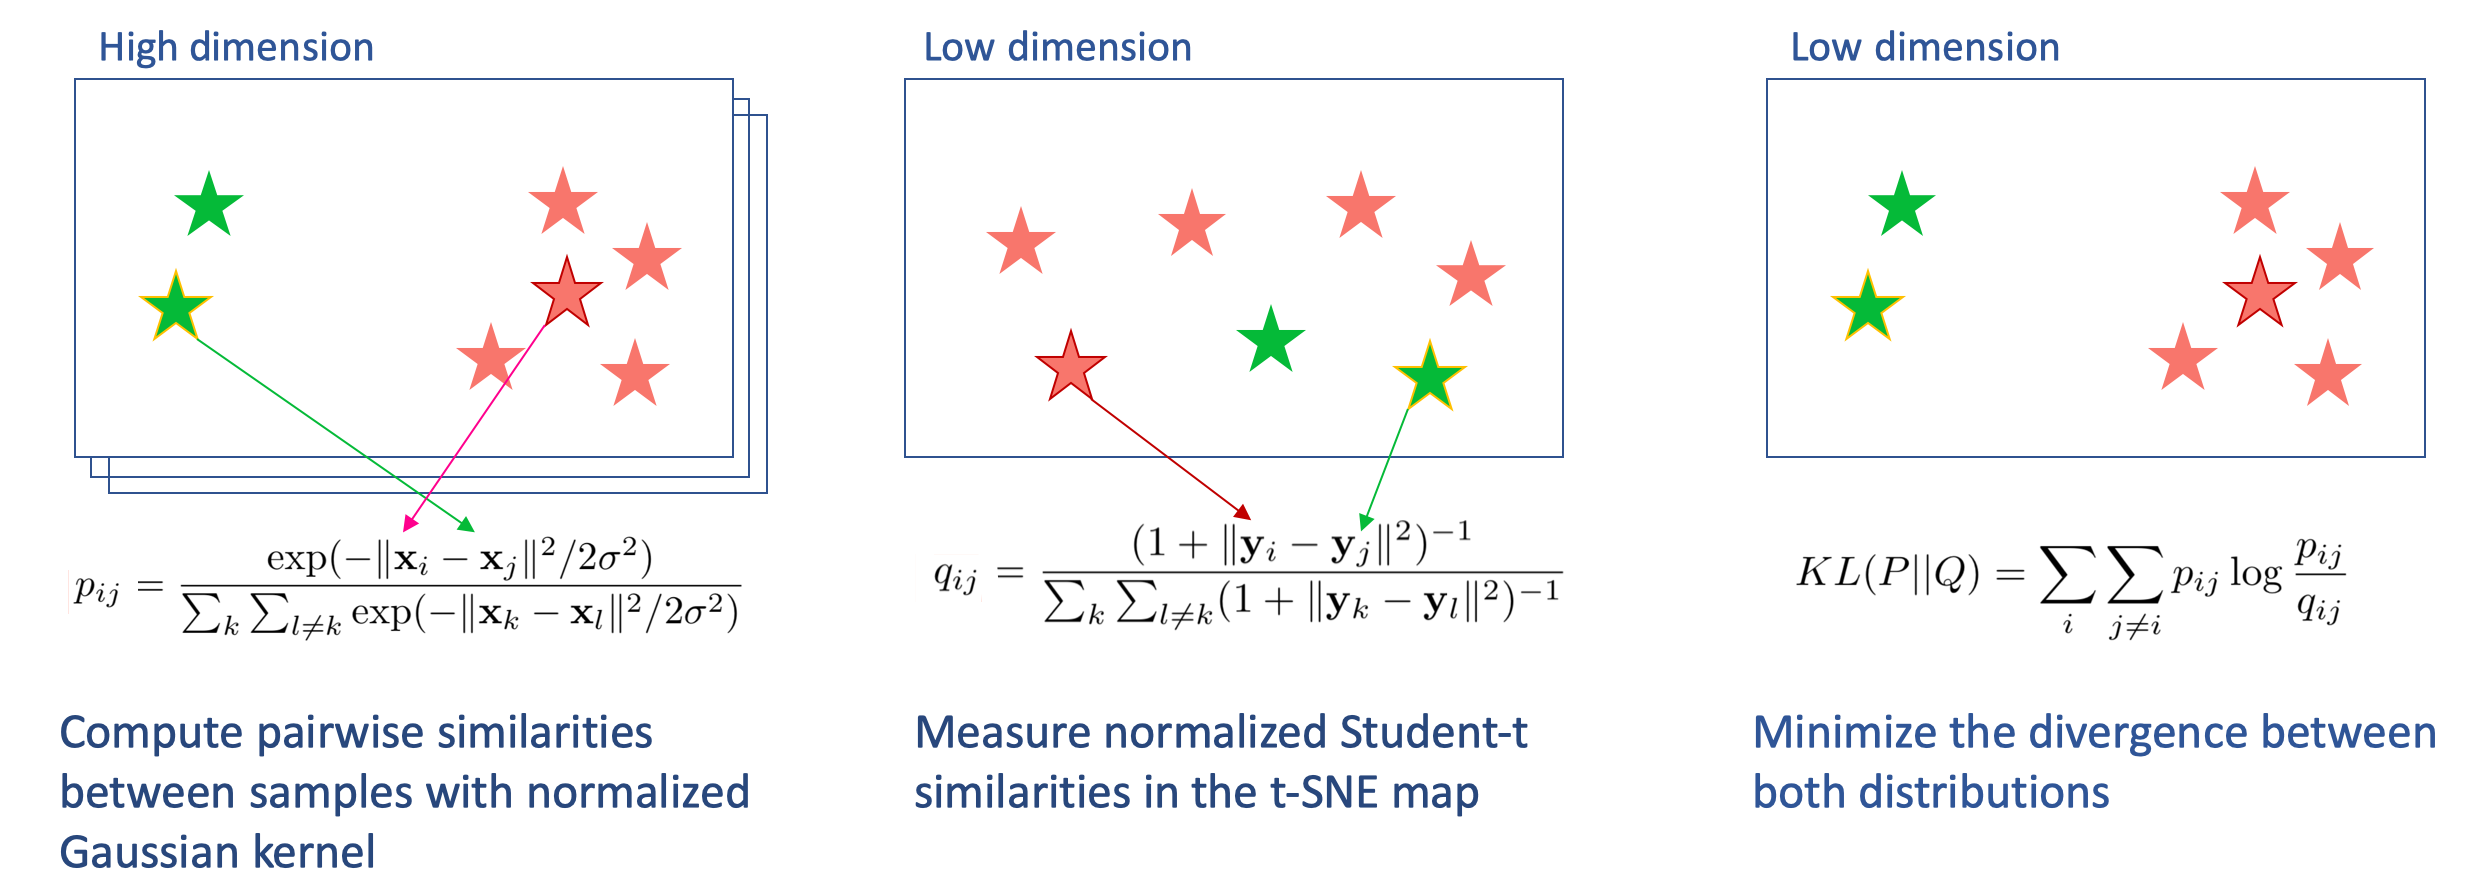 High dimension
Low dimension
Low dimension
p_{ij} = \frac{\exp(-\|\mathbf{x}_i - \mathbf{x}_j\|^2/2\sigma^2)}{\sum_k \sum_{l \neq k} \exp(-\|\mathbf{x}_k - \mathbf{x}_l\|^2/2\sigma^2)}
q_{ij} = \frac{(1 + \|\mathbf{y}_i - \mathbf{y}_j\|^2)^{-1}}{\sum_k \sum_{l \neq k} (1 + \|\mathbf{y}_k - \mathbf{y}_l\|^2)^{-1}}
KL(P||Q) = \sum_i \sum_{j \neq i} p_{ij} \log \frac{p_{ij}}{q_{ij}}
Compute pairwise similarities
between samples with normalized
Gaussian kernel
Measure normalized Student-t
similarities in the t-SNE map
Minimize the divergence between
both distributions